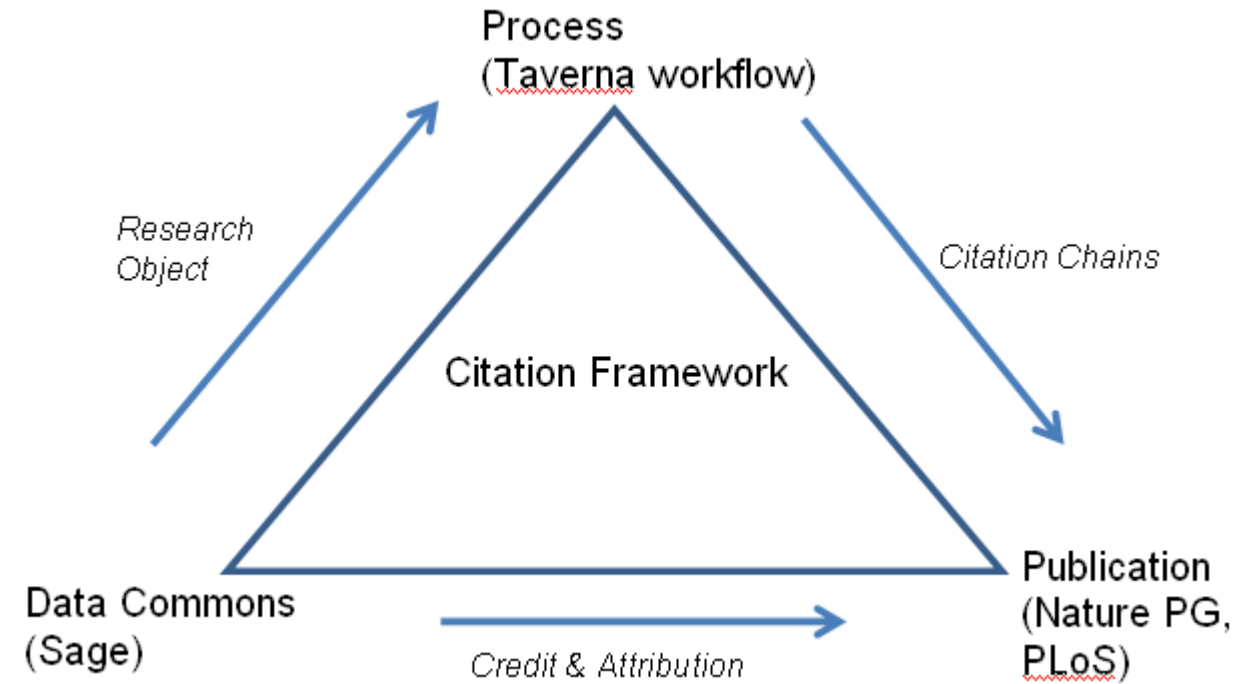 Process
(Taverna workflow)
Research
Object
Citation Chains
Citation Framework
Data Commons
(Sage)
Publication
(Nature PG,
PLoS)
Credit & Attribution